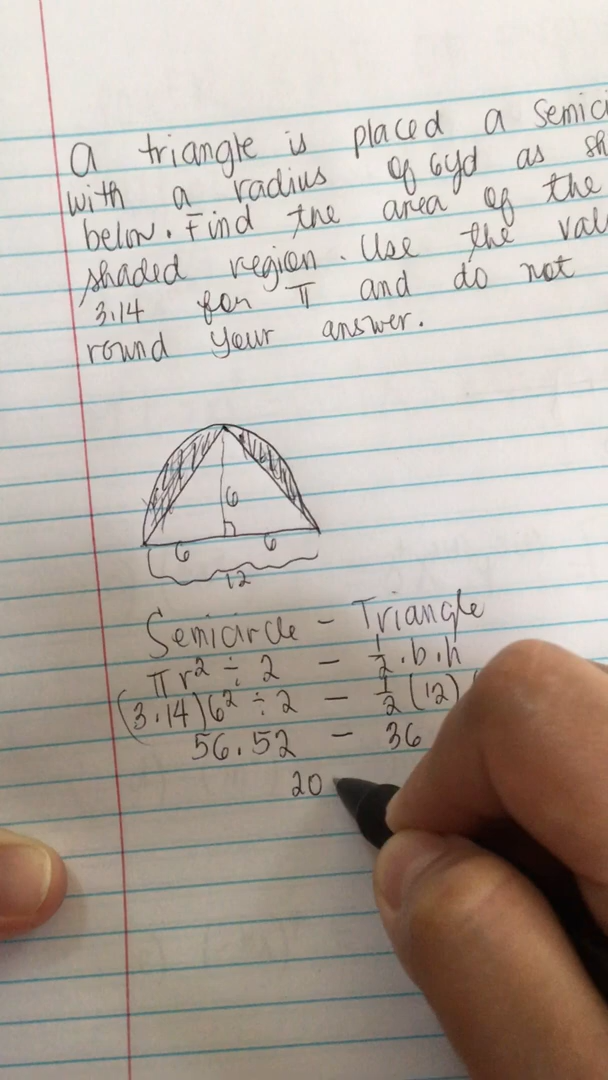 A triangle is placed a semici
with a radius of 6yd as sh
below. Find the area of the
shaded region. Use the val
3.14 for π and do not
round your answer.
6
6 6
12
Semicircle - Triangle
πr² ÷ 2 - 1/2 . b . h
(3.14)6² ÷ 2 - 1/2 (12)
56.52 - 36
20